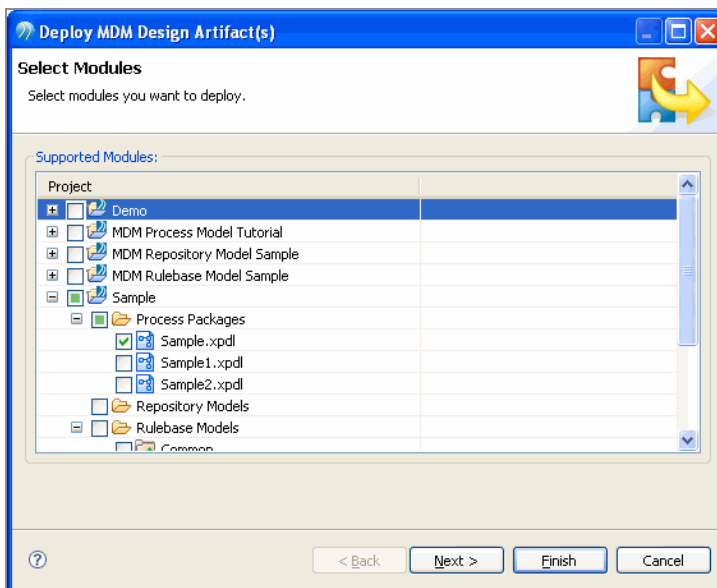 Deploy MDM Design Artifact(s)
Select Modules
Select modules you want to deploy.
Supported Modules:
Project
Demo
MDM Process Model Tutorial
MDM Repository Model Sample
MDM Rulebase Model Sample
Sample
Process Packages
Sample.xpdl
Sample1.xpdl
Sample2.xpdl
Repository Models
Rulebase Models
Common
< Back Next > Finish Cancel